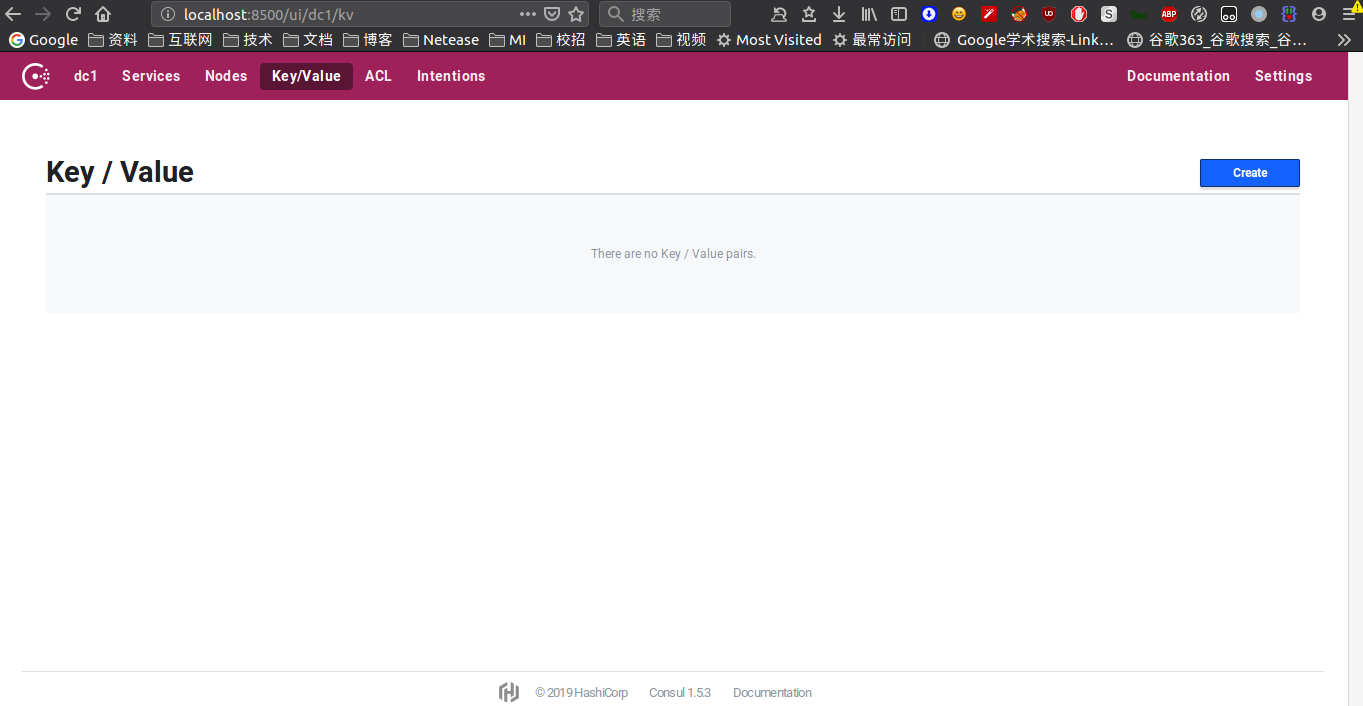 localhost:8500/ui/dc1/kv 搜索 UD S ABP
Google 资料 互联网 技术 文档 博客 Netease MI 校招 英语 视频 Most Visited 最常访问 Google学术搜索-Link… 谷歌363_谷歌搜索_谷…
dc1 Services Nodes Key/Value ACL Intentions Documentation Settings
Key / Value Create
There are no Key / Value pairs.
© 2019 HashiCorp Consul 1.5.3 Documentation